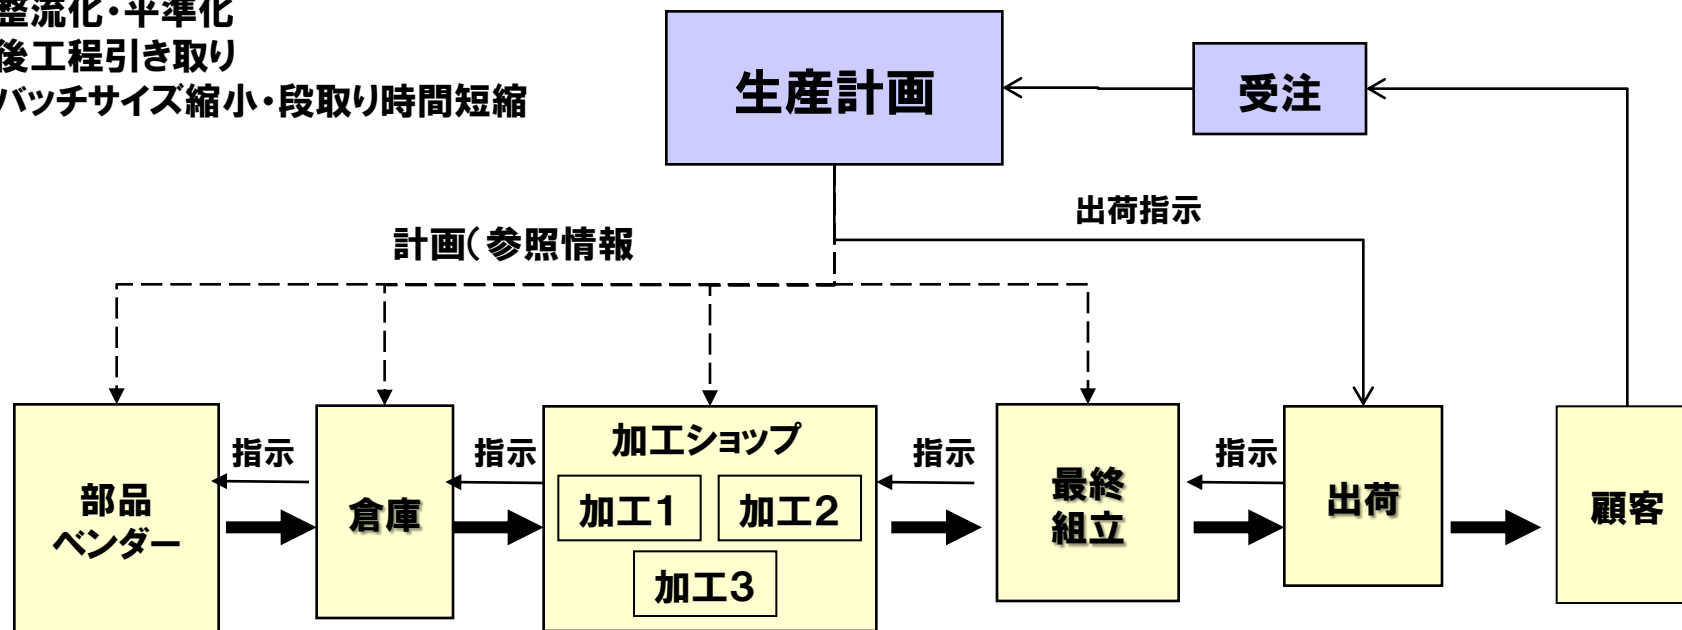 整流化・平準化
後工程引き取り
バッチサイズ縮小・段取り時間短縮
生産計画
受注
出荷指示
計画(参照情報
指示
指示
指示
指示
部品
ベンダー
倉庫
加工ショップ
加工1
加工2
加工3
最終
組立
出荷
顧客